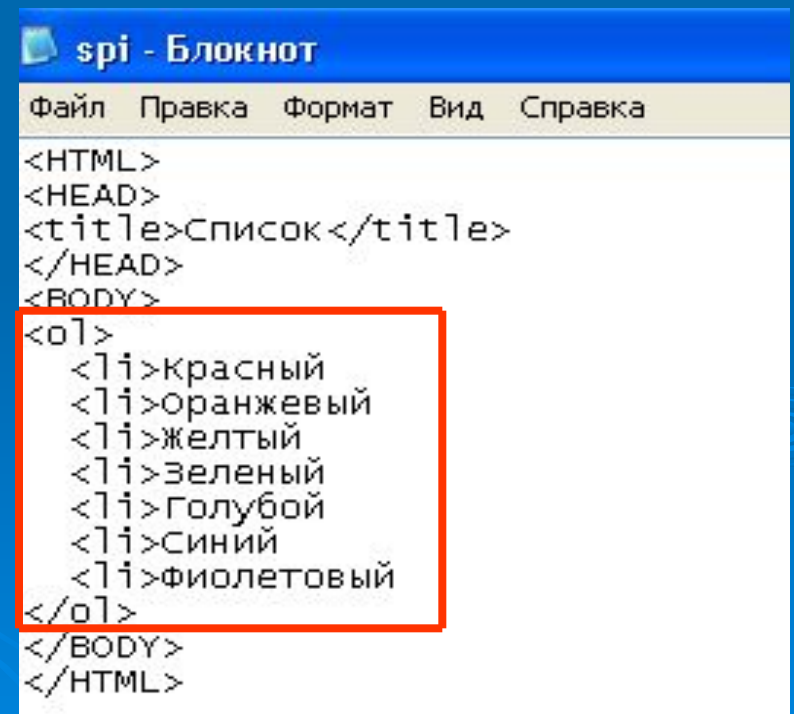 spi - Блокнот
Файл Правка Формат Вид Справка
<HTML>
<HEAD>
<title>Список</title>
</HEAD>
<BODY>
<ol>
<li>Красный
<li>Оранжевый
<li>Желтый
<li>Зеленый
<li>Голубой
<li>Синий
<li>Фиолетовый
</ol>
</BODY>
</HTML>